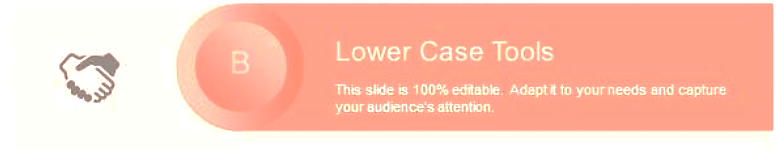 B
Lower Case Tools
This slide is 100% editable. Adapt it to your needs and capture
your audience's attention.